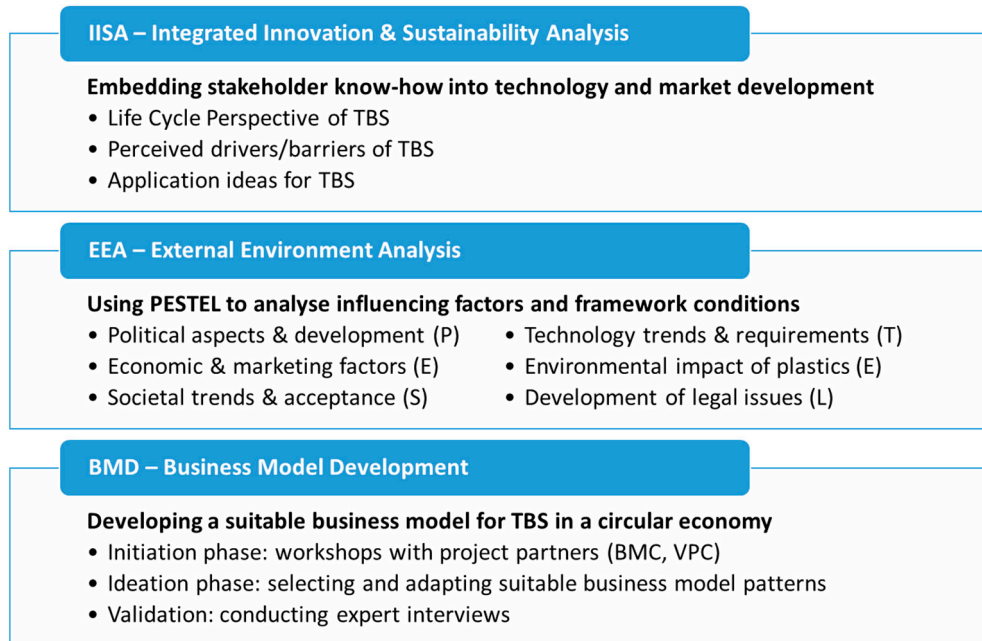 IISA – Integrated Innovation & Sustainability Analysis
Embedding stakeholder know-how into technology and market development
• Life Cycle Perspective of TBS
• Perceived drivers/barriers of TBS
• Application ideas for TBS
EEA – External Environment Analysis
Using PESTEL to analyse influencing factors and framework conditions
• Political aspects & development (P)
• Economic & marketing factors (E)
• Societal trends & acceptance (S)
• Technology trends & requirements (T)
• Environmental impact of plastics (E)
• Development of legal issues (L)
BMD – Business Model Development
Developing a suitable business model for TBS in a circular economy
• Initiation phase: workshops with project partners (BMC, VPC)
• Ideation phase: selecting and adapting suitable business model patterns
• Validation: conducting expert interviews